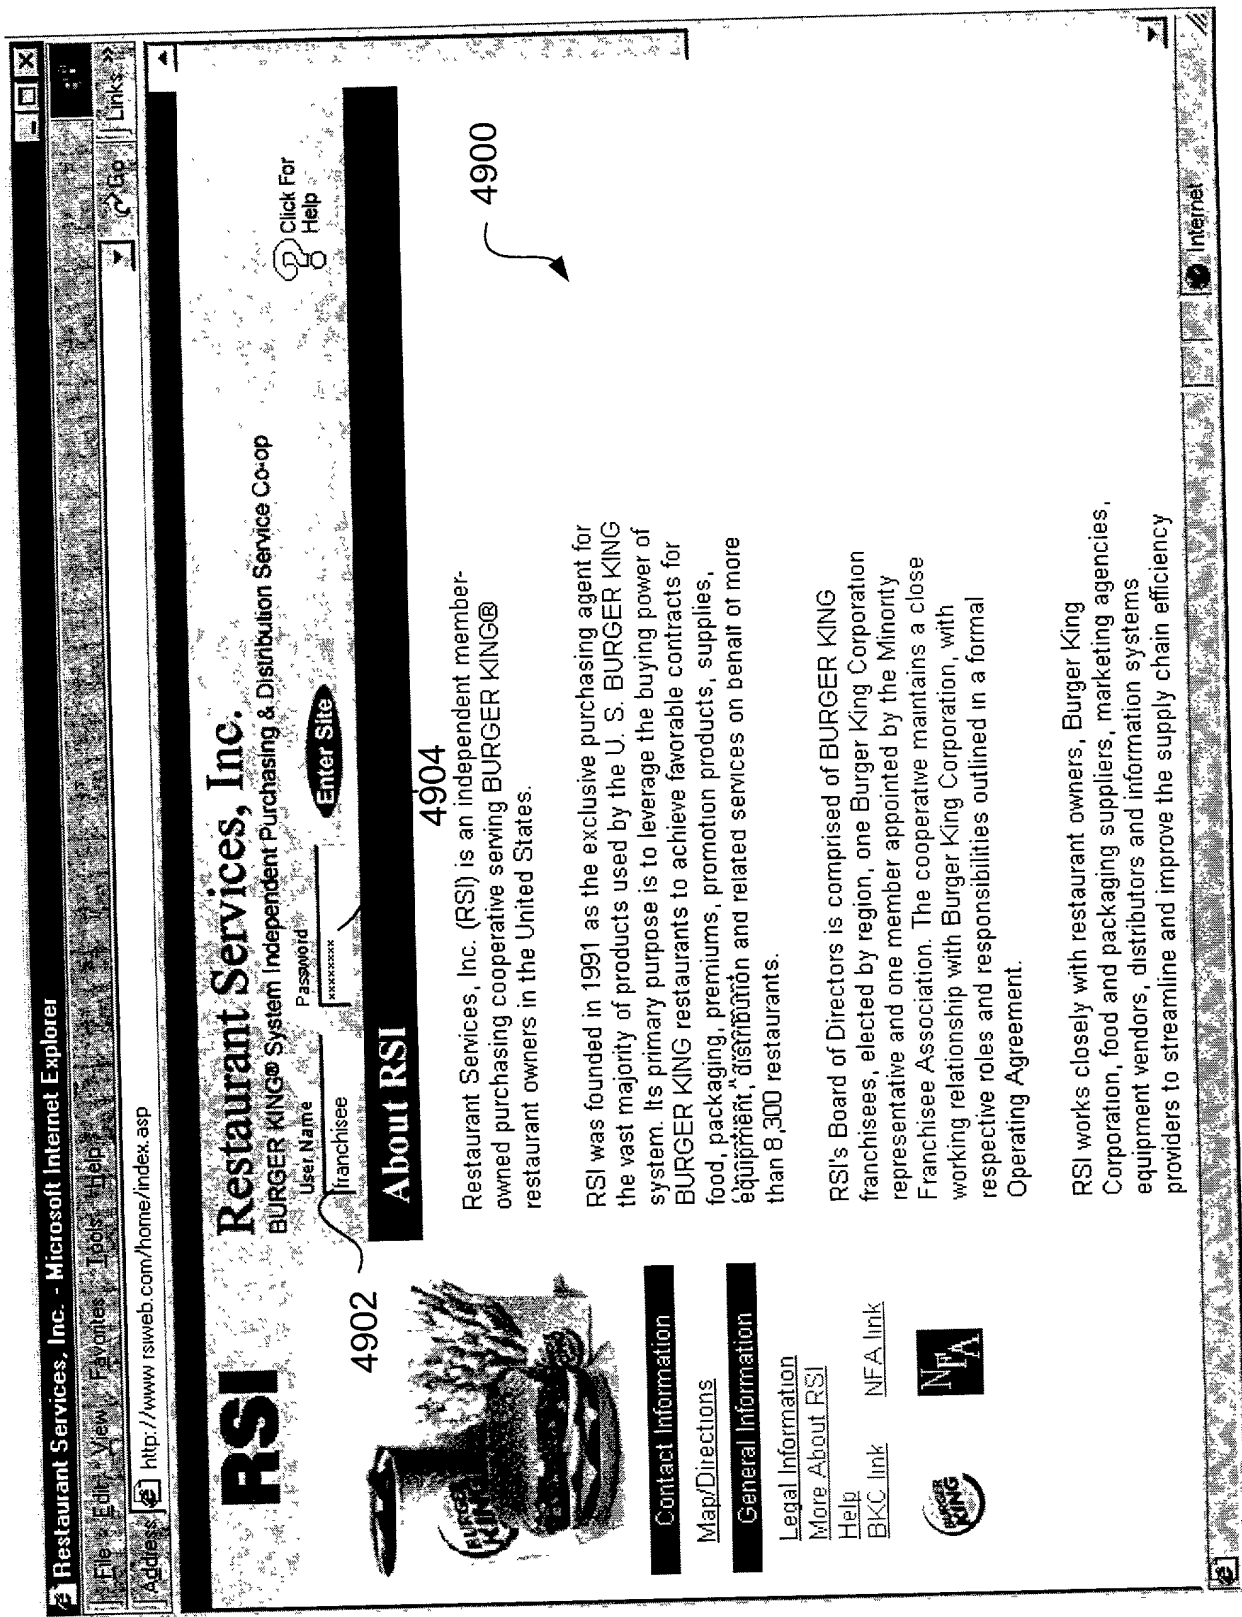 Restaurant Services, Inc. - Microsoft Internet Explorer
File Edit View Favorites Tools Help
Address http://www.rsiweb.com/home/index.asp Go Links »
RSI
Restaurant Services, Inc.
BURGER KING® System Independent Purchasing & Distribution Service Co-op
User Name Password
franchisee xxxxxxxxx Enter Site
Click For
Help
4902
4904
4900
About RSI
BURGER
KING
Contact Information
Map/Directions
General Information
Legal Information
More About RSI
Help
BKC link NFA link
BURGER
KING
NFA
Restaurant Services, Inc. (RSI) is an independent member-
owned purchasing cooperative serving BURGER KING®
restaurant owners in the United States.
RSI was founded in 1991 as the exclusive purchasing agent for
the vast majority of products used by the U. S. BURGER KING
system. Its primary purpose is to leverage the buying power of
BURGER KING restaurants to achieve favorable contracts for
food, packaging, premiums, promotion products, supplies,
equipment, distribution and related services on behalf of more
than 8,300 restaurants.
RSI's Board of Directors is comprised of BURGER KING
franchisees, elected by region, one Burger King Corporation
representative and one member appointed by the Minority
Franchisee Association. The cooperative maintains a close
working relationship with Burger King Corporation, with
respective roles and responsibilities outlined in a formal
Operating Agreement.
RSI works closely with restaurant owners, Burger King
Corporation, food and packaging suppliers, marketing agencies,
equipment vendors, distributors and information systems
providers to streamline and improve the supply chain efficiency
Internet